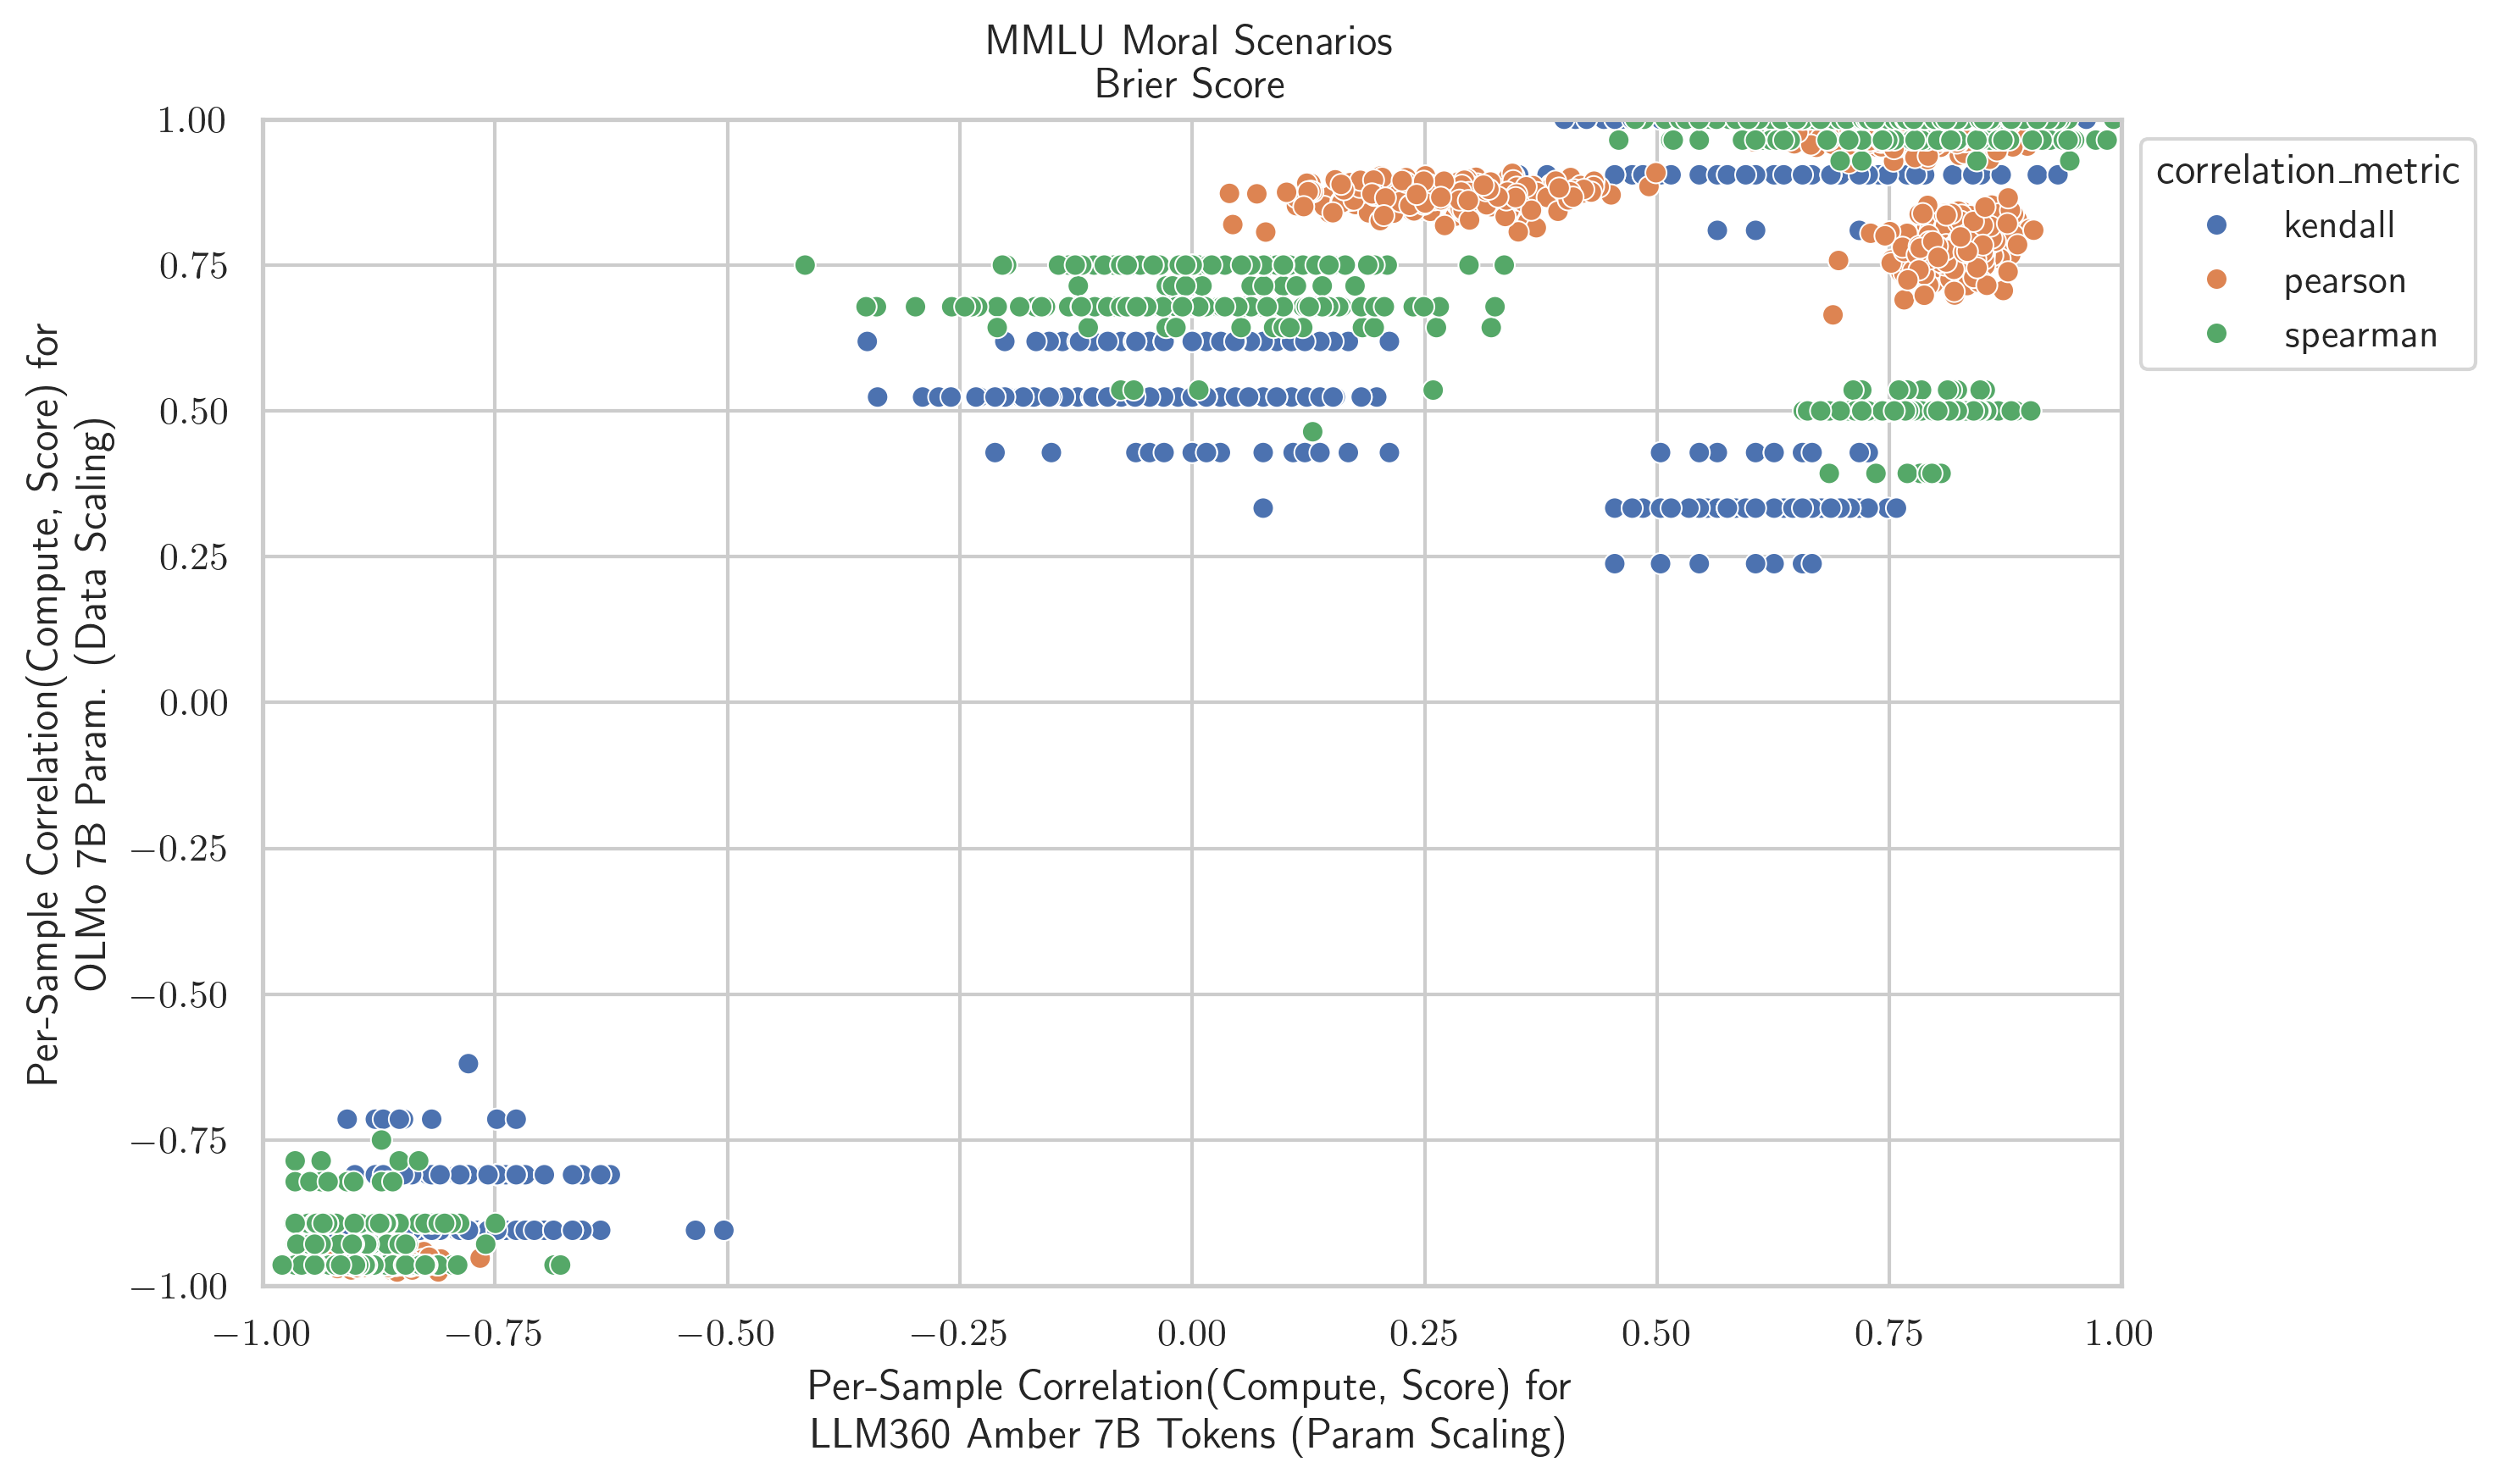 MMLU Moral Scenarios
Brier Score
Per-Sample Correlation(Compute, Score) for
OLMo 7B Param. (Data Scaling)
1.00
0.75
0.50
0.25
0.00
−0.25
−0.50
−0.75
−1.00
−1.00 −0.75 −0.50 −0.25 0.00 0.25 0.50 0.75 1.00
Per-Sample Correlation(Compute, Score) for
LLM360 Amber 7B Tokens (Param Scaling)
correlation_metric
kendall
pearson
spearman